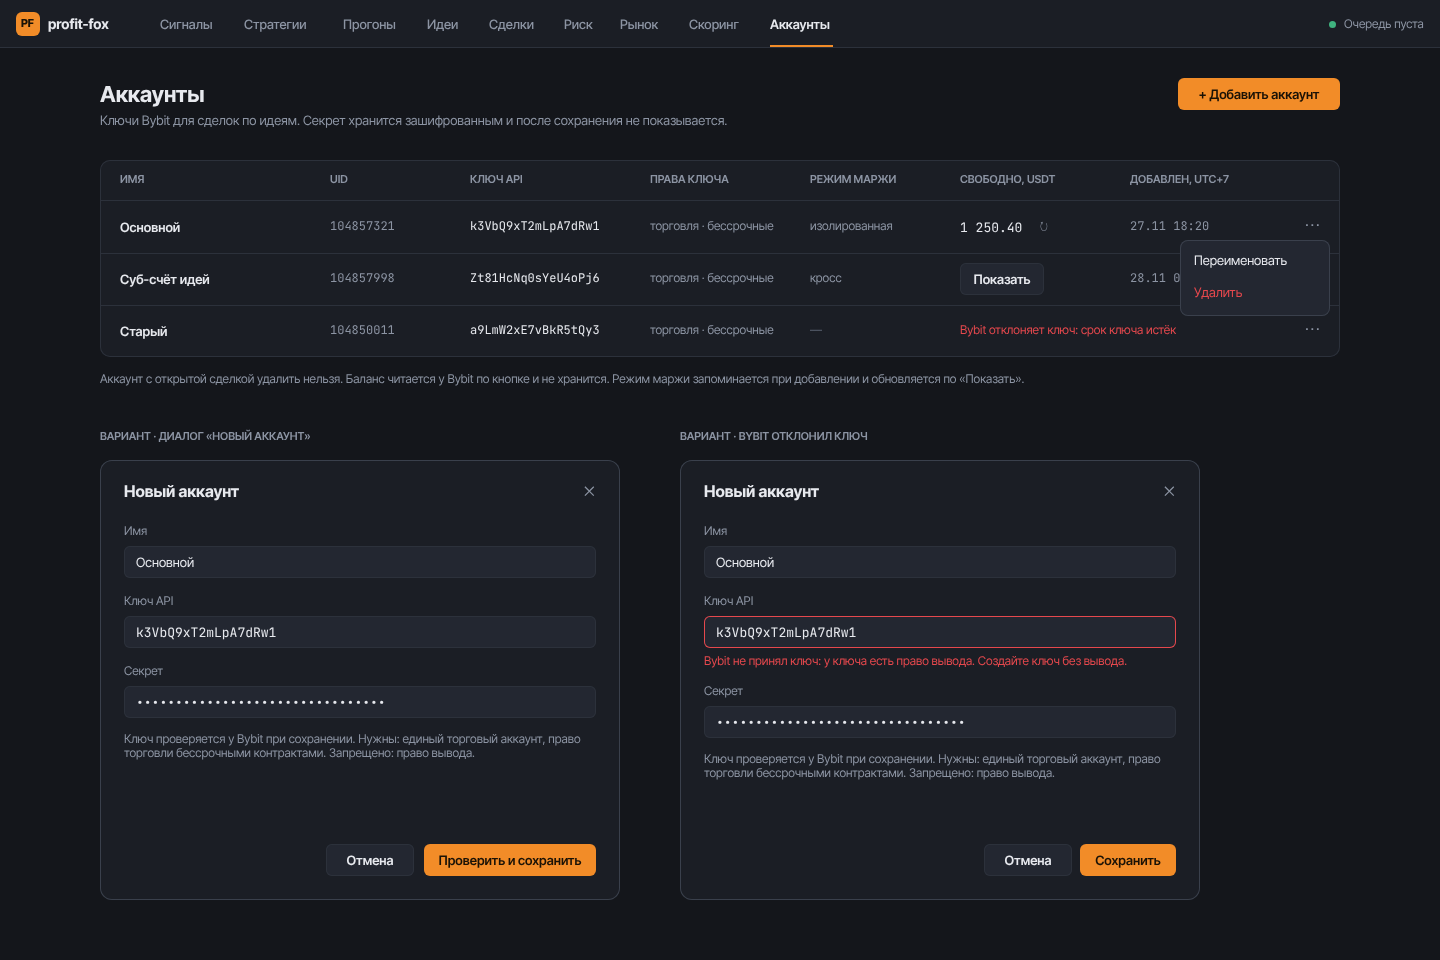 PF profit-fox Сигналы Стратегии Прогоны Идеи Сделки Риск Рынок Скоринг Аккаунты Очередь пуста
Аккаунты
+ Добавить аккаунт
Ключи Bybit для сделок по идеям. Секрет хранится зашифрованным и после сохранения не показывается.
ИМЯ UID КЛЮЧ API ПРАВА КЛЮЧА РЕЖИМ МАРЖИ СВОБОДНО, USDT ДОБАВЛЕН, UTC+7
Основной 104857321 k3VbQ9xT2mLpA7dRw1 торговля · бессрочные изолированная 1 250.40 ↻ 27.11 18:20 ···
Переименовать
Суб-счёт идей 104857998 Zt81HcNq0sYeU4oPj6 торговля · бессрочные кросс Показать 28.11 0
Удалить
Старый 104850011 a9LmW2xE7vBkR5tQy3 торговля · бессрочные — Bybit отклоняет ключ: срок ключа истёк ···
Аккаунт с открытой сделкой удалить нельзя. Баланс читается у Bybit по кнопке и не хранится. Режим маржи запоминается при добавлении и обновляется по «Показать».
ВАРИАНТ · ДИАЛОГ «НОВЫЙ АККАУНТ»
Новый аккаунт ×
Имя
Основной
Ключ API
k3VbQ9xT2mLpA7dRw1
Секрет
••••••••••••••••••••••••••••••••
Ключ проверяется у Bybit при сохранении. Нужны: единый торговый аккаунт, право
торговли бессрочными контрактами. Запрещено: право вывода.
Отмена Проверить и сохранить
ВАРИАНТ · BYBIT ОТКЛОНИЛ КЛЮЧ
Новый аккаунт ×
Имя
Основной
Ключ API
k3VbQ9xT2mLpA7dRw1
Bybit не принял ключ: у ключа есть право вывода. Создайте ключ без вывода.
Секрет
••••••••••••••••••••••••••••••••
Ключ проверяется у Bybit при сохранении. Нужны: единый торговый аккаунт, право
торговли бессрочными контрактами. Запрещено: право вывода.
Отмена Сохранить